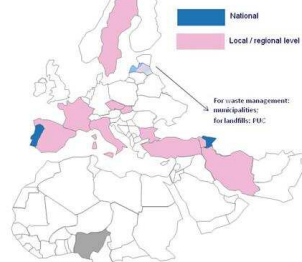 National
Local / regional level
For waste management:
municipalities;
for landfills: PUC